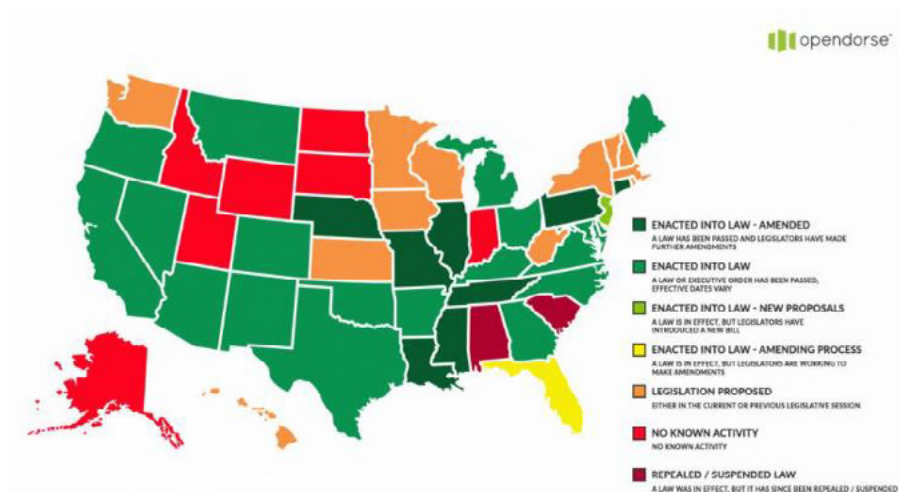 opendorse
ENACTED INTO LAW - AMENDED
A LAW HAS BEEN PASSED AND LEGISLATORS HAVE MADE
FURTHER AMENDMENTS
ENACTED INTO LAW
A LAW OR EXECUTIVE ORDER HAS BEEN PASSED,
EFFECTIVE DATES VARY
ENACTED INTO LAW - NEW PROPOSALS
A LAW IS IN EFFECT, BUT LEGISLATORS HAVE
INTRODUCED A NEW BILL
ENACTED INTO LAW - AMENDING PROCESS
A LAW IS IN EFFECT, BUT LEGISLATORS ARE WORKING TO
MAKE AMENDMENTS
LEGISLATION PROPOSED
EITHER IN THE CURRENT OR PREVIOUS LEGISLATIVE SESSION
NO KNOWN ACTIVITY
NO KNOWN ACTIVITY
REPEALED / SUSPENDED LAW
A LAW WAS IN EFFECT, BUT IT HAS SINCE BEEN REPEALED / SUSPENDED